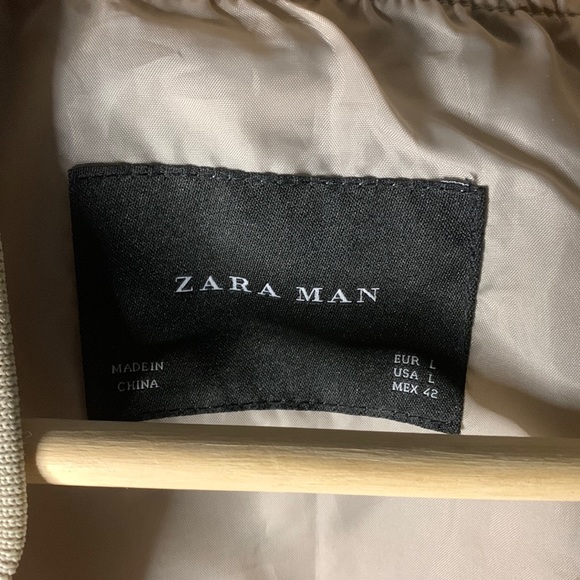 ZARA MAN
MADE IN
CHINA
EUR L
USA L
MEX 42